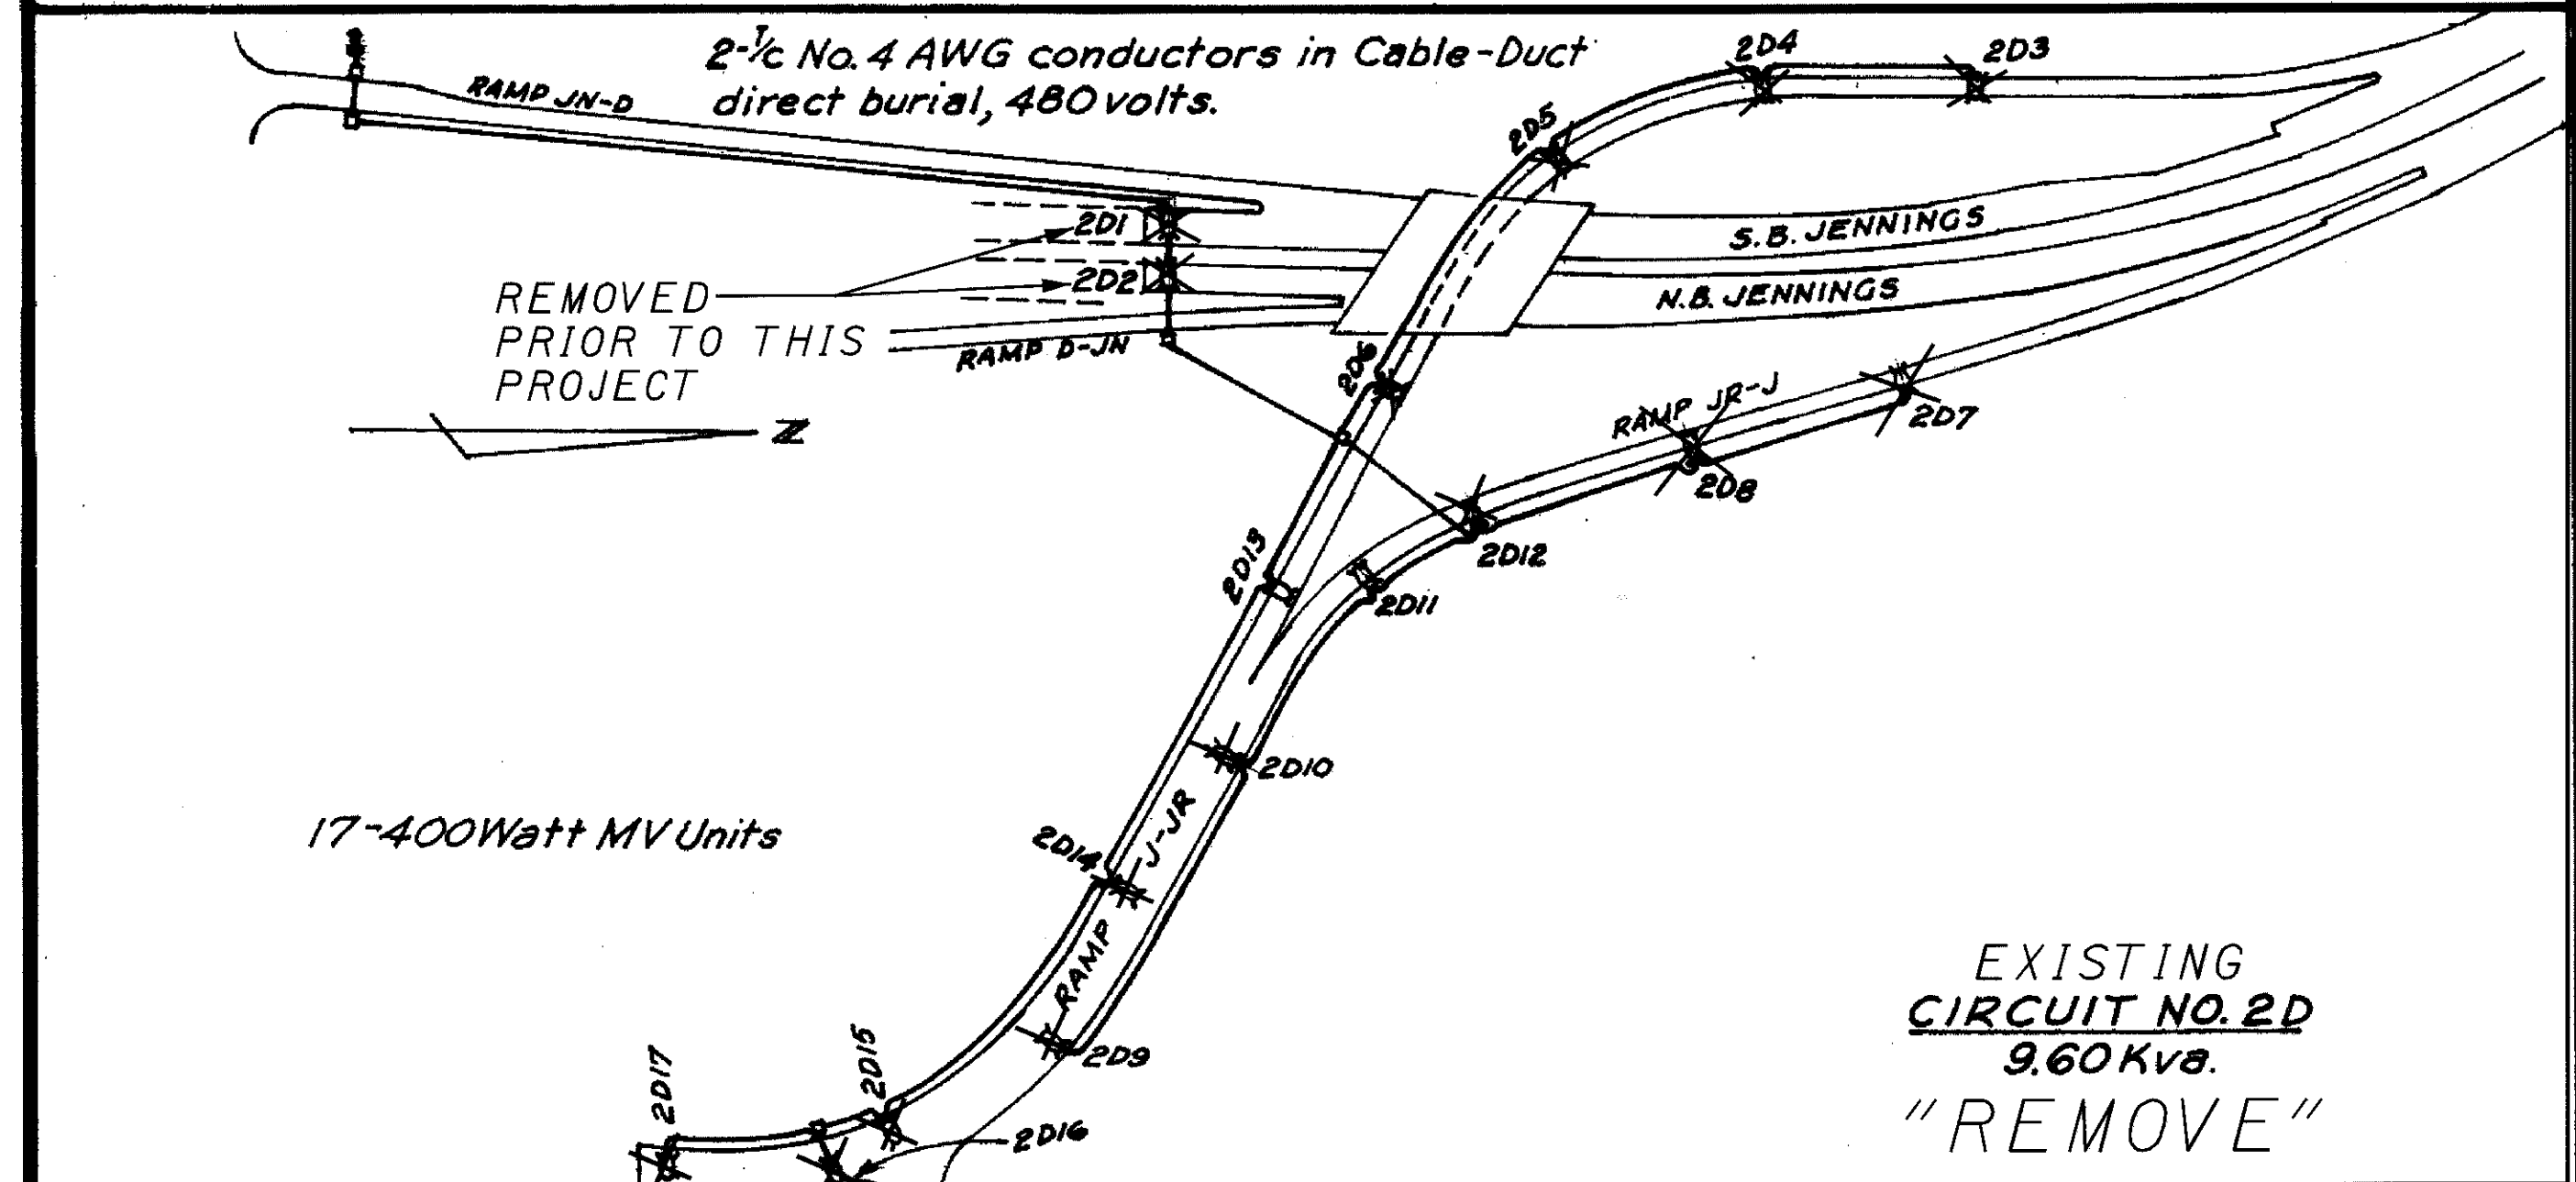 2-1/c No. 4 AWG conductors in Cable-Duct
direct burial, 480 volts.
2D4
2D3
RAMP JN-D
2D5
2D1
S.B. JENNINGS
2D2
N.B. JENNINGS
REMOVED
PRIOR TO THIS
PROJECT
RAMP D-JN
2D6
RAMP JR-J
2D7
2D8
2D12
2D13
2D11
2D10
17-400 Watt MV Units
2D14
RAMP J-JR
EXISTING
CIRCUIT NO. 2D
9.60 Kva.
"REMOVE"
2D9
2D15
2D17
2D16